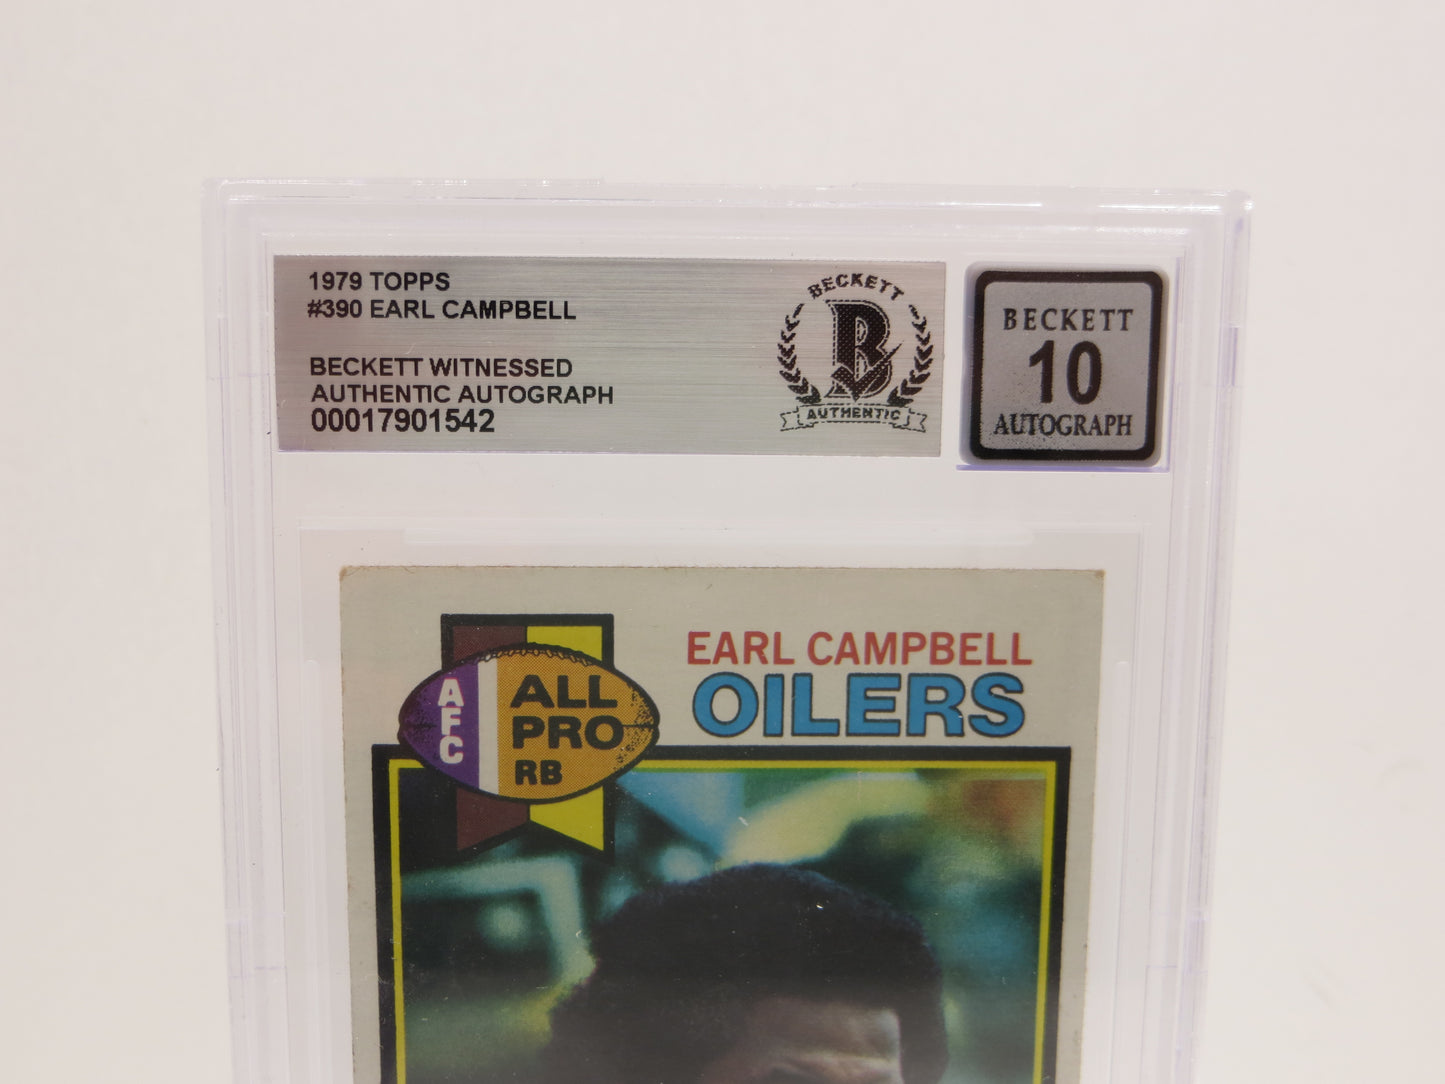 1979 TOPPS
#390 EARL CAMPBELL
BECKETT WITNESSED
AUTHENTIC AUTOGRAPH
00017901542
BECKETT
B
AUTHENTIC
BECKETT
10
AUTOGRAPH
AFC
ALL
PRO
RB
EARL CAMPBELL
OILERS